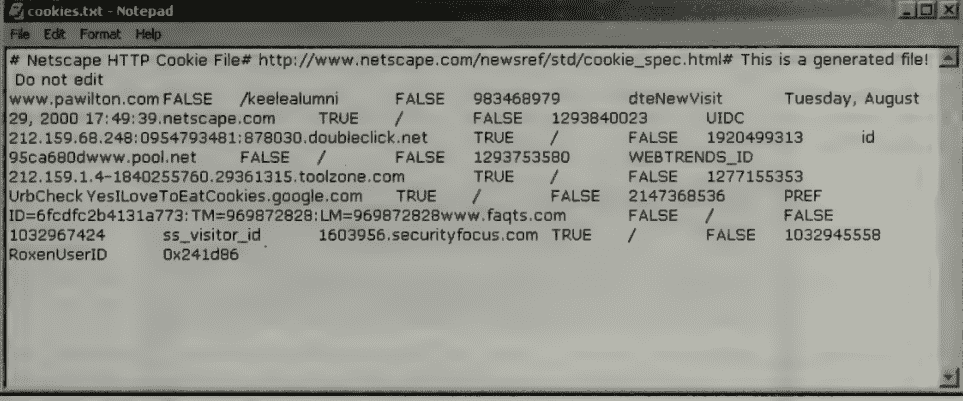 cookies.txt - Notepad
File Edit Format Help
# Netscape HTTP Cookie File# http://www.netscape.com/newsref/std/cookie_spec.html# This is a generated file!
Do not edit
www.pawilton.com FALSE /keelealumni FALSE 983468979 dteNewVisit Tuesday, August
29, 2000 17:49:39.netscape.com TRUE / FALSE 1293840023 UIDC
212.159.68.248:0954793481:878030.doubleclick.net TRUE / FALSE 1920499313 id
95ca680dwww.pool.net FALSE / FALSE 1293753580 WEBTRENDS_ID
212.159.1.4-1840255760.29361315.toolzone.com TRUE / FALSE 1277155353
UrbCheck YesILoveToEatCookies.google.com TRUE / FALSE 2147368536 PREF
ID=6fcdfc2b4131a773:TM=969872828:LM=969872828www.faqts.com FALSE / FALSE
1032967424 ss_visitor_id 1603956.securityfocus.com TRUE / FALSE 1032945558
RoxenUserID 0x241d86